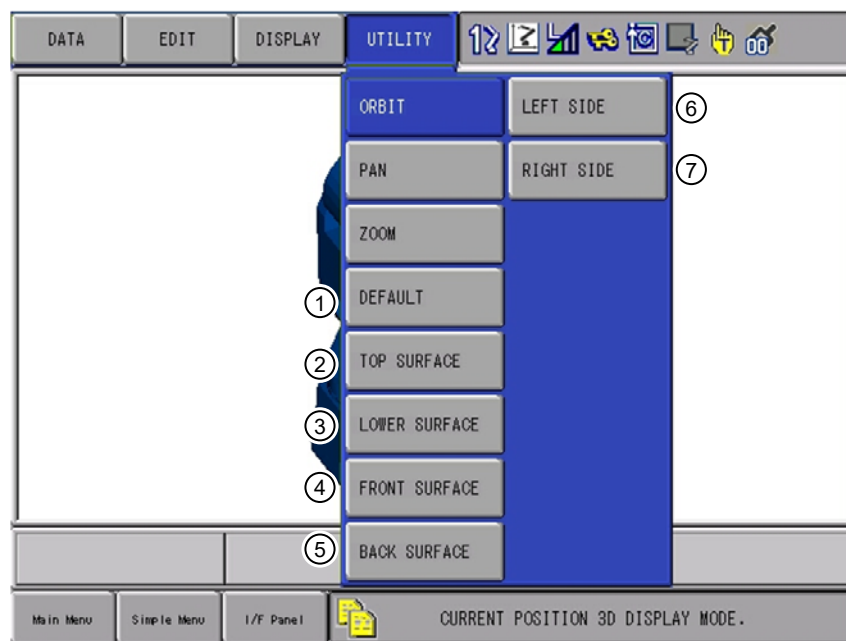 DATA EDIT DISPLAY UTILITY
ORBIT LEFT SIDE 6
PAN RIGHT SIDE 7
ZOOM
1 DEFAULT
2 TOP SURFACE
3 LOWER SURFACE
4 FRONT SURFACE
5 BACK SURFACE
Main Menu Simple Menu I/F Panel CURRENT POSITION 3D DISPLAY MODE.